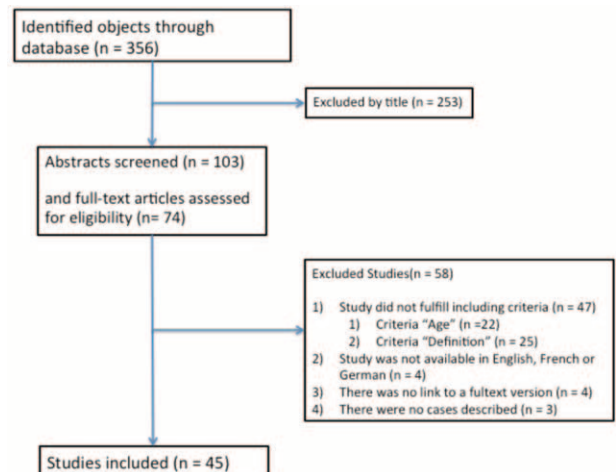 Identified objects through
database (n = 356)
Excluded by title (n = 253)
Abstracts screened (n = 103)
and full-text articles assessed
for eligibility (n= 74)
Excluded Studies(n = 58)
1) Study did not fulfill including criteria (n = 47)
1) Criteria “Age” (n =22)
2) Criteria “Definition” (n = 25)
2) Study was not available in English, French or
German (n = 4)
3) There was no link to a fultext version (n = 4)
4) There were no cases described (n = 3)
Studies included (n = 45)